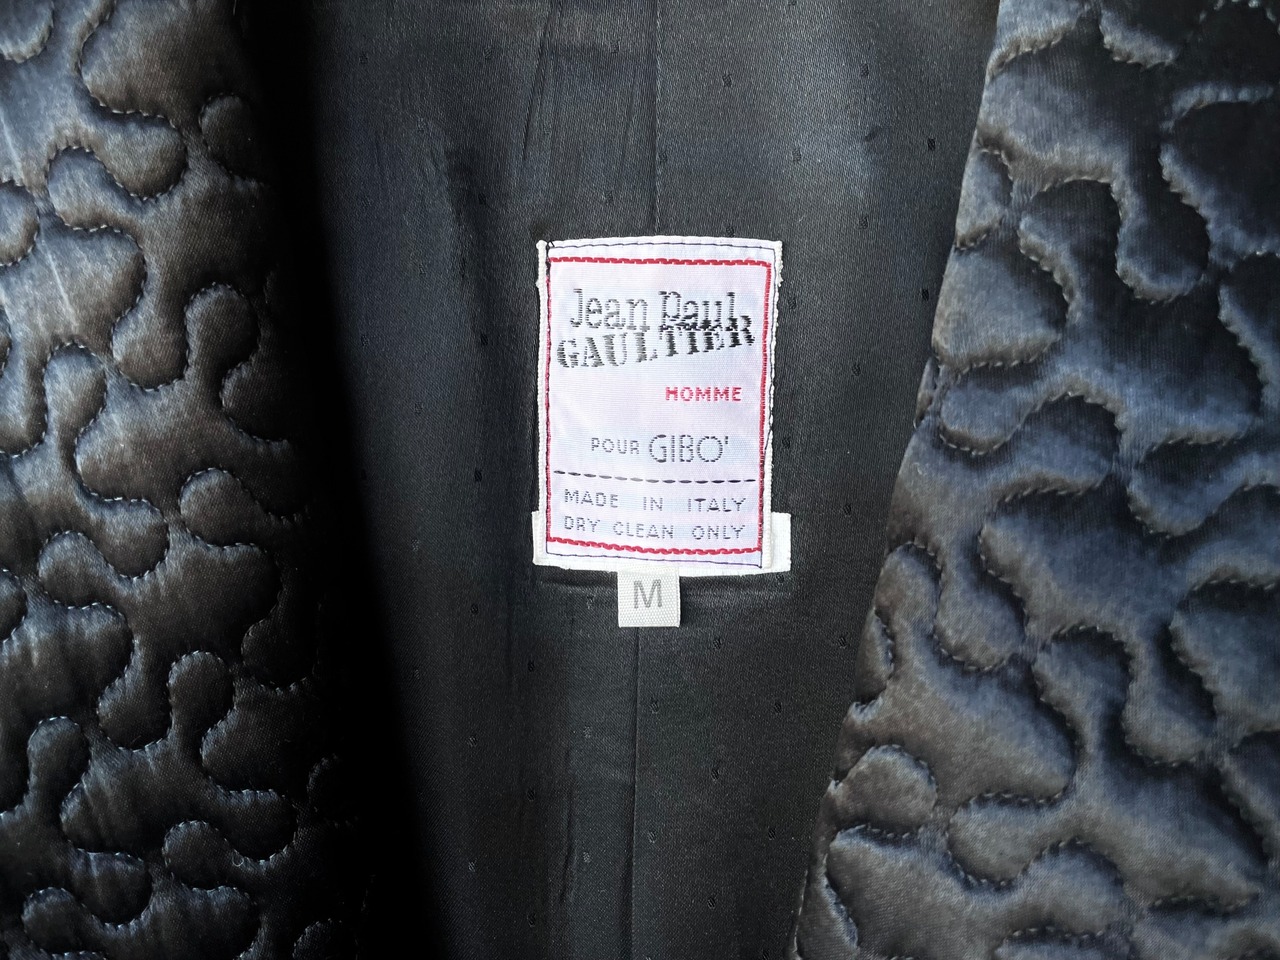 Jean Paul
GAULTIER
HOMME
POUR GIBO'
MADE IN ITALY
DRY CLEAN ONLY
M